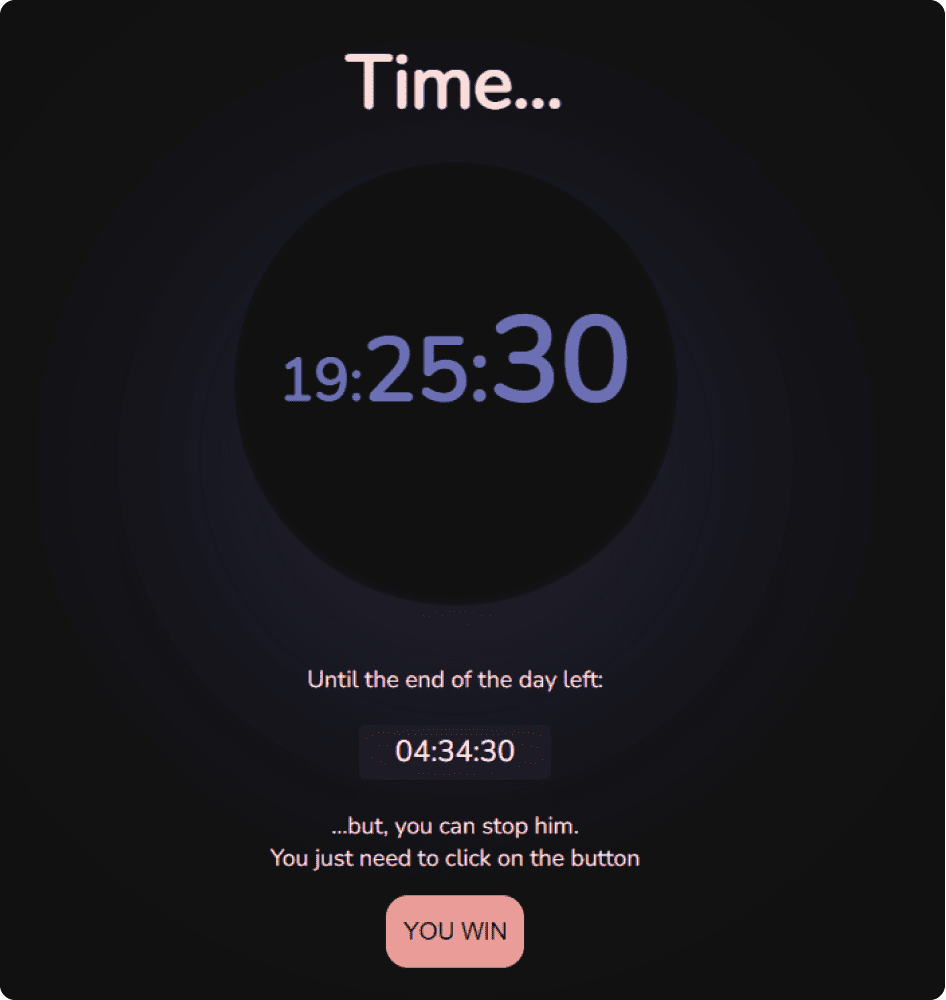 Time...
19:25:30
Until the end of the day left:
04:34:30
...but, you can stop him.
You just need to click on the button
YOU WIN